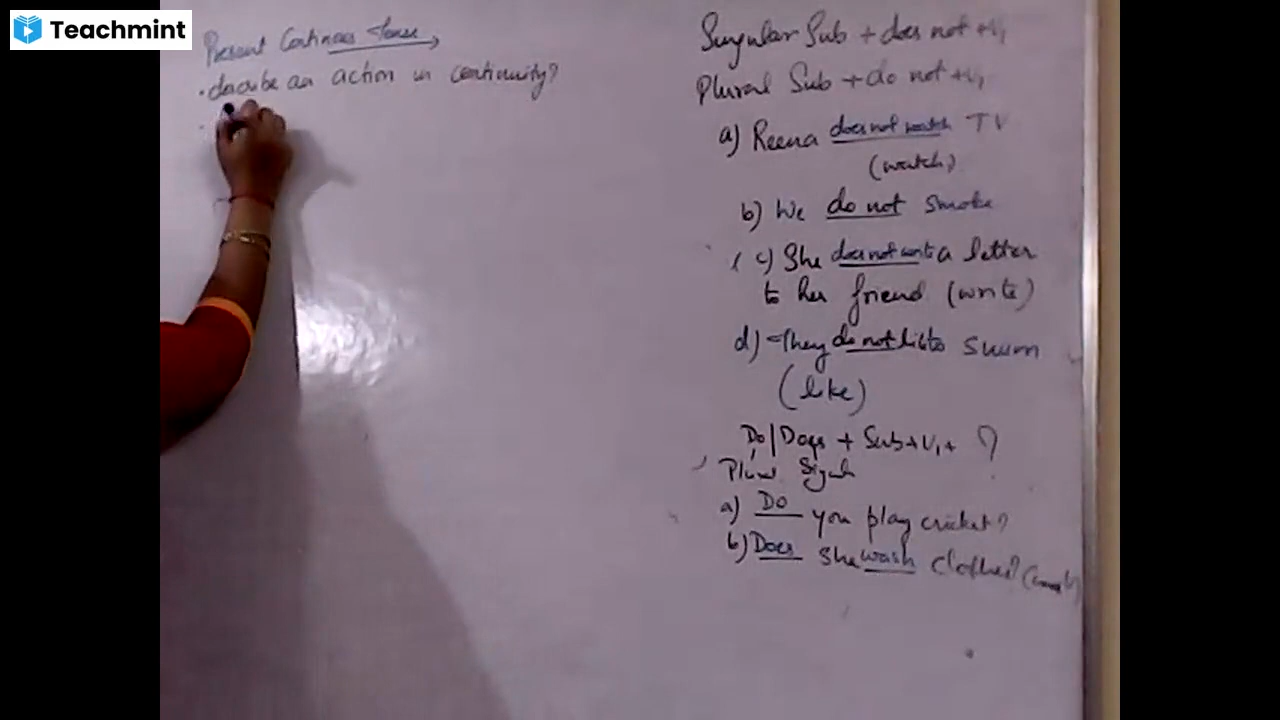 Teachmint
Present Continuous Tense,
. describe an action in continuity?
Singular Sub + does not + V₁
Plural Sub + do not + V₁
a) Reena does not watch TV
(watch)
b) We do not smoke
c) She does not write a letter
to her friend (write)
d) They do not like to swim
(like)
Do/Does + Sub + V₁ + ?
Plural Singul
a) Do you play cricket?
b) Does she wash clothes?